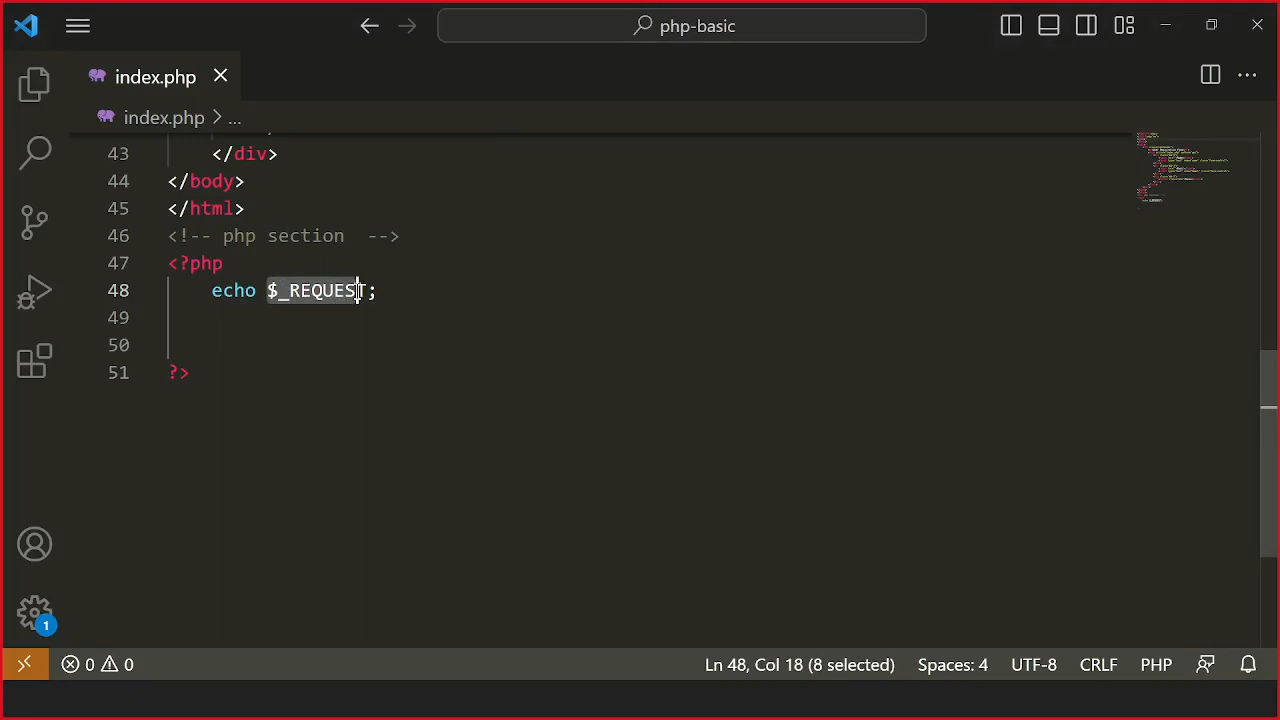 php-basic
index.php
index.php > ...
43 </div>
44 </body>
45 </html>
46 <!-- php section  -->
47 <?php
48 echo $_REQUEST;
49
50
51 ?>
1
0 0
Ln 48, Col 18 (8 selected) Spaces: 4 UTF-8 CRLF PHP